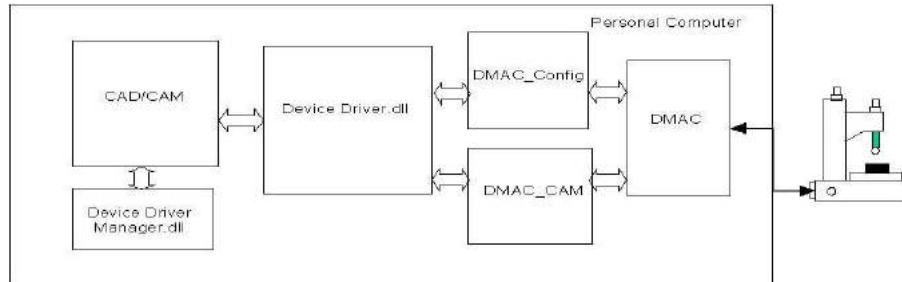 Personal Computer
CAD/CAM
Device Driver.dll
DMAC_Config
DMAC
DMAC_CAM
Device Driver
Manager.dll